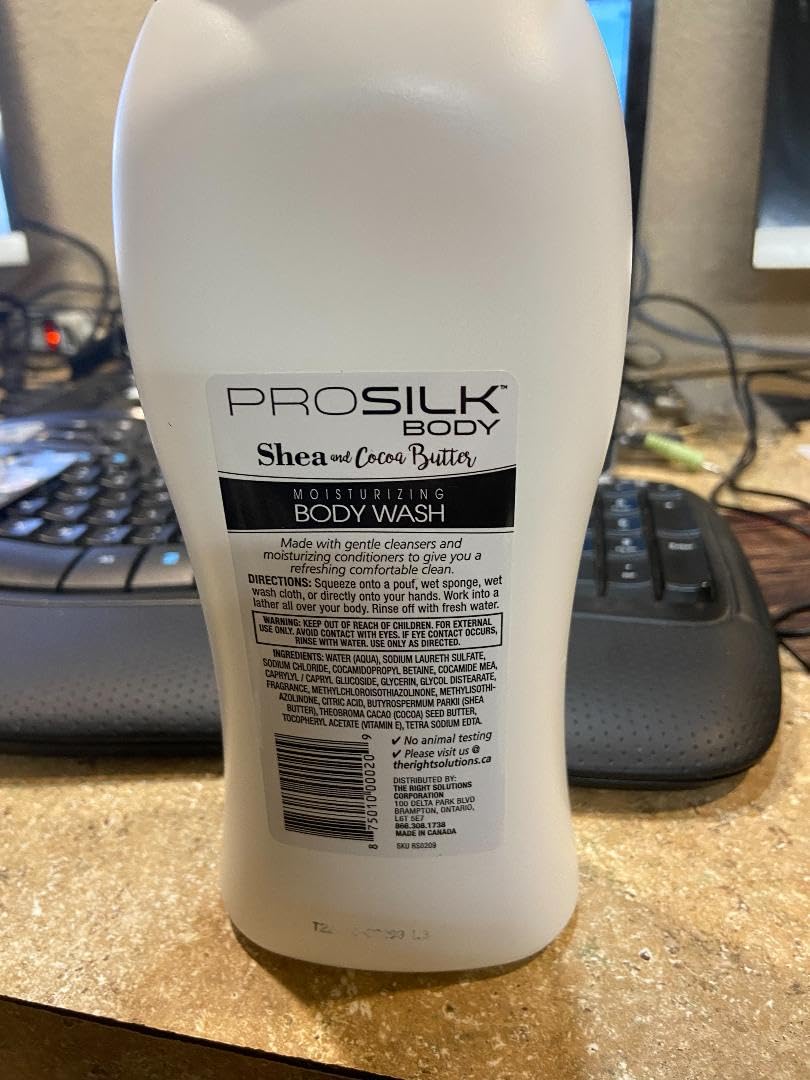 PROSILK™
BODY
Shea and Cocoa Butter
MOISTURIZING
BODY WASH
Made with gentle cleansers and
moisturizing conditioners to give you a
refreshing comfortable clean.
DIRECTIONS: Squeeze onto a pouf, wet sponge, wet
wash cloth, or directly onto your hands. Work into a
lather all over your body. Rinse off with fresh water.
WARNING: KEEP OUT OF REACH OF CHILDREN. FOR EXTERNAL
USE ONLY. AVOID CONTACT WITH EYES. IF EYE CONTACT OCCURS,
RINSE WITH WATER. USE ONLY AS DIRECTED.
INGREDIENTS: WATER (AQUA), SODIUM LAURETH SULFATE,
SODIUM CHLORIDE, COCAMIDOPROPYL BETAINE, COCAMIDE MEA,
CAPRYLYL / CAPRYL GLUCOSIDE, GLYCERIN, GLYCOL DISTEARATE,
FRAGRANCE, METHYLCHLOROISOTHIAZOLINONE, METHYLISOTHI-
AZOLINONE, CITRIC ACID, BUTYROSPERMUM PARKII (SHEA
BUTTER), THEOBROMA CACAO (COCOA) SEED BUTTER,
TOCOPHERYL ACETATE (VITAMIN E), TETRA SODIUM EDTA.
✔ No animal testing
✔ Please visit us @
therightsolutions.ca
DISTRIBUTED BY:
THE RIGHT SOLUTIONS
CORPORATION
100 DELTA PARK BLVD
BRAMPTON, ONTARIO,
L6T 5E7
866.308.1738
MADE IN CANADA
SKU RS0209
8 75010 00020 9